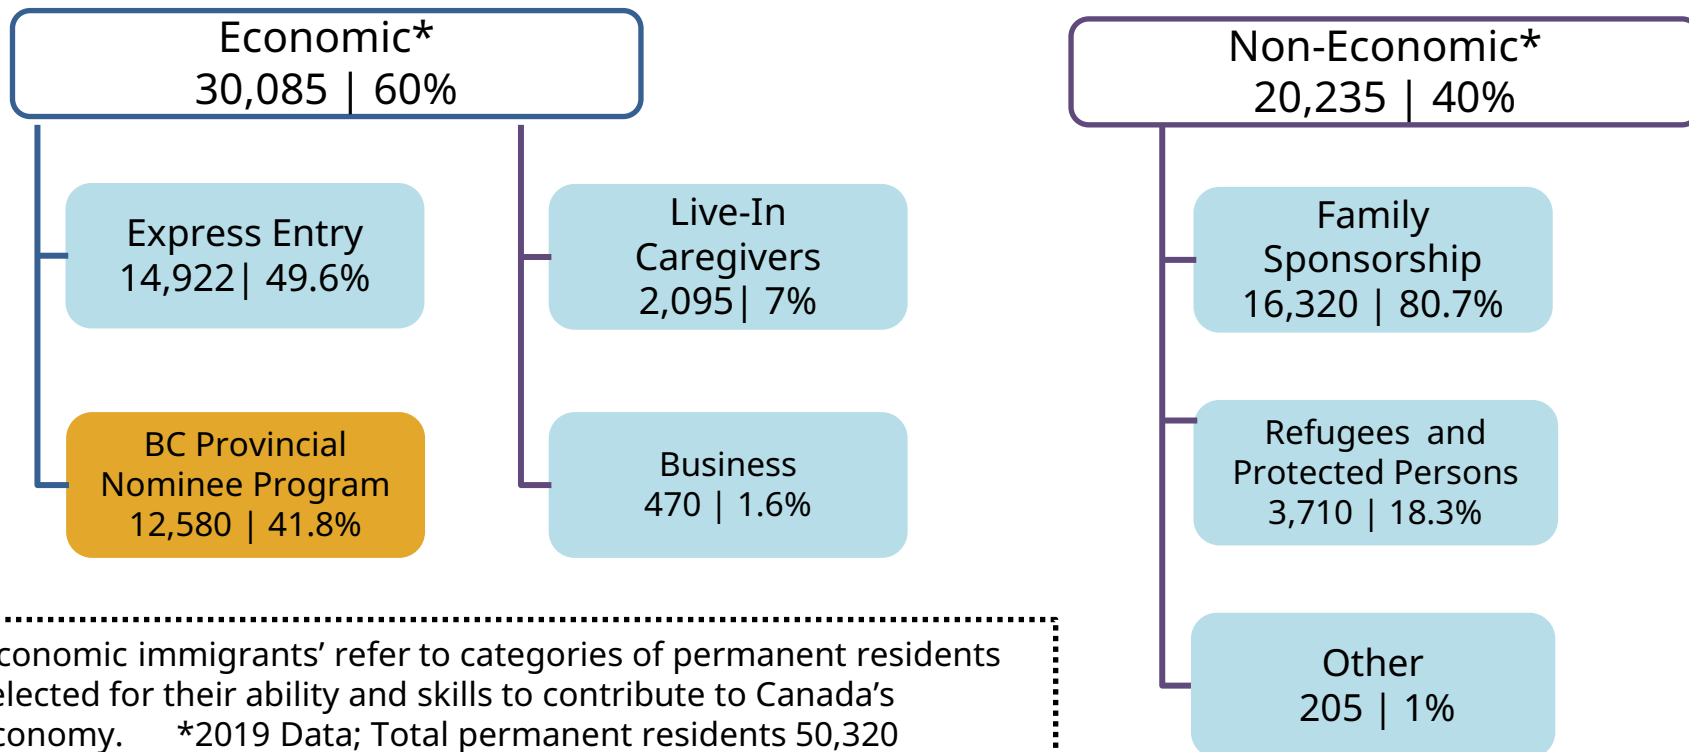 Economic*
30,085 | 60%
Express Entry
14,922| 49.6%
BC Provincial
Nominee Program
12,580 | 41.8%
Live-In
Caregivers
2,095| 7%
Business
470 | 1.6%
Non-Economic*
20,235 | 40%
Family
Sponsorship
16,320 | 80.7%
Refugees and
Protected Persons
3,710 | 18.3%
Other
205 | 1%
conomic immigrants’ refer to categories of permanent residents
elected for their ability and skills to contribute to Canada’s
conomy. *2019 Data; Total permanent residents 50,320